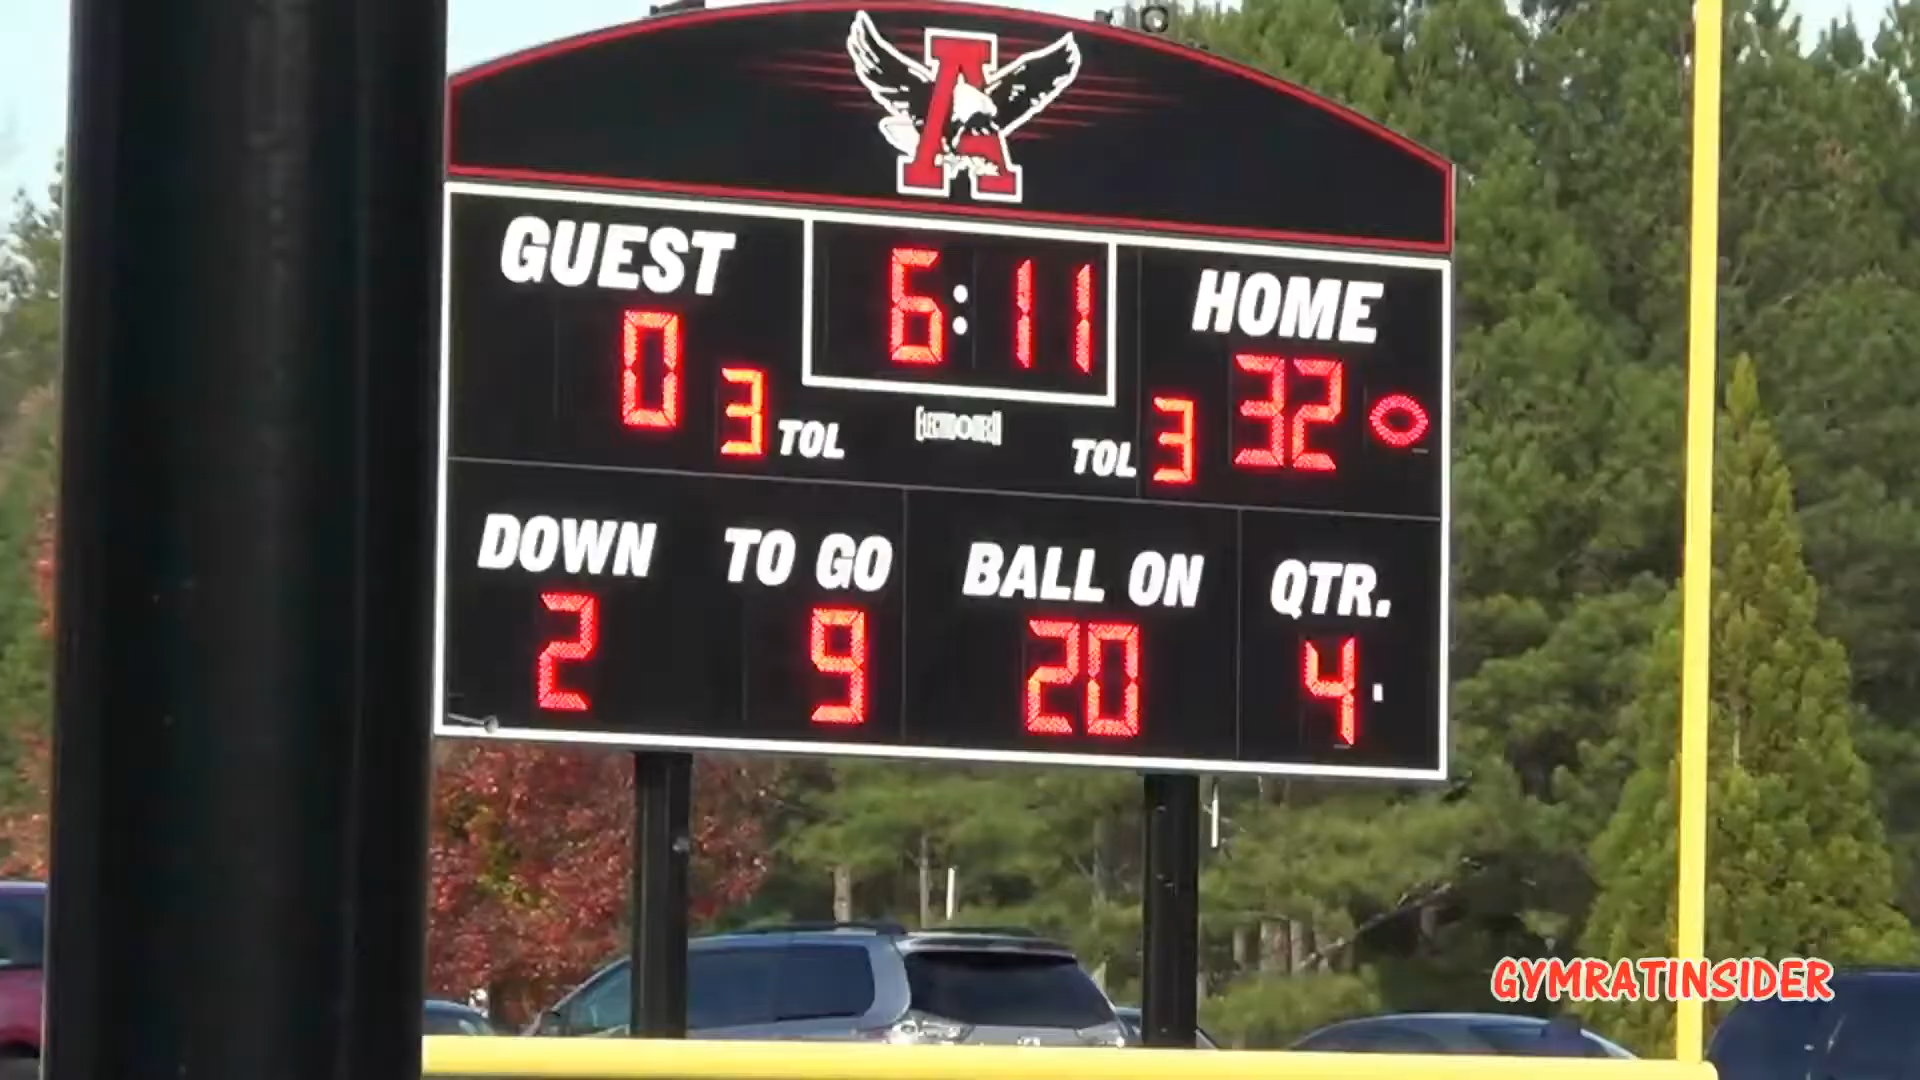 A
GUEST
6:11
HOME
0
3 TOL
TOL 3
32
DOWN
TO GO
BALL ON
QTR.
2
9
20
4
GYMRATINSIDER